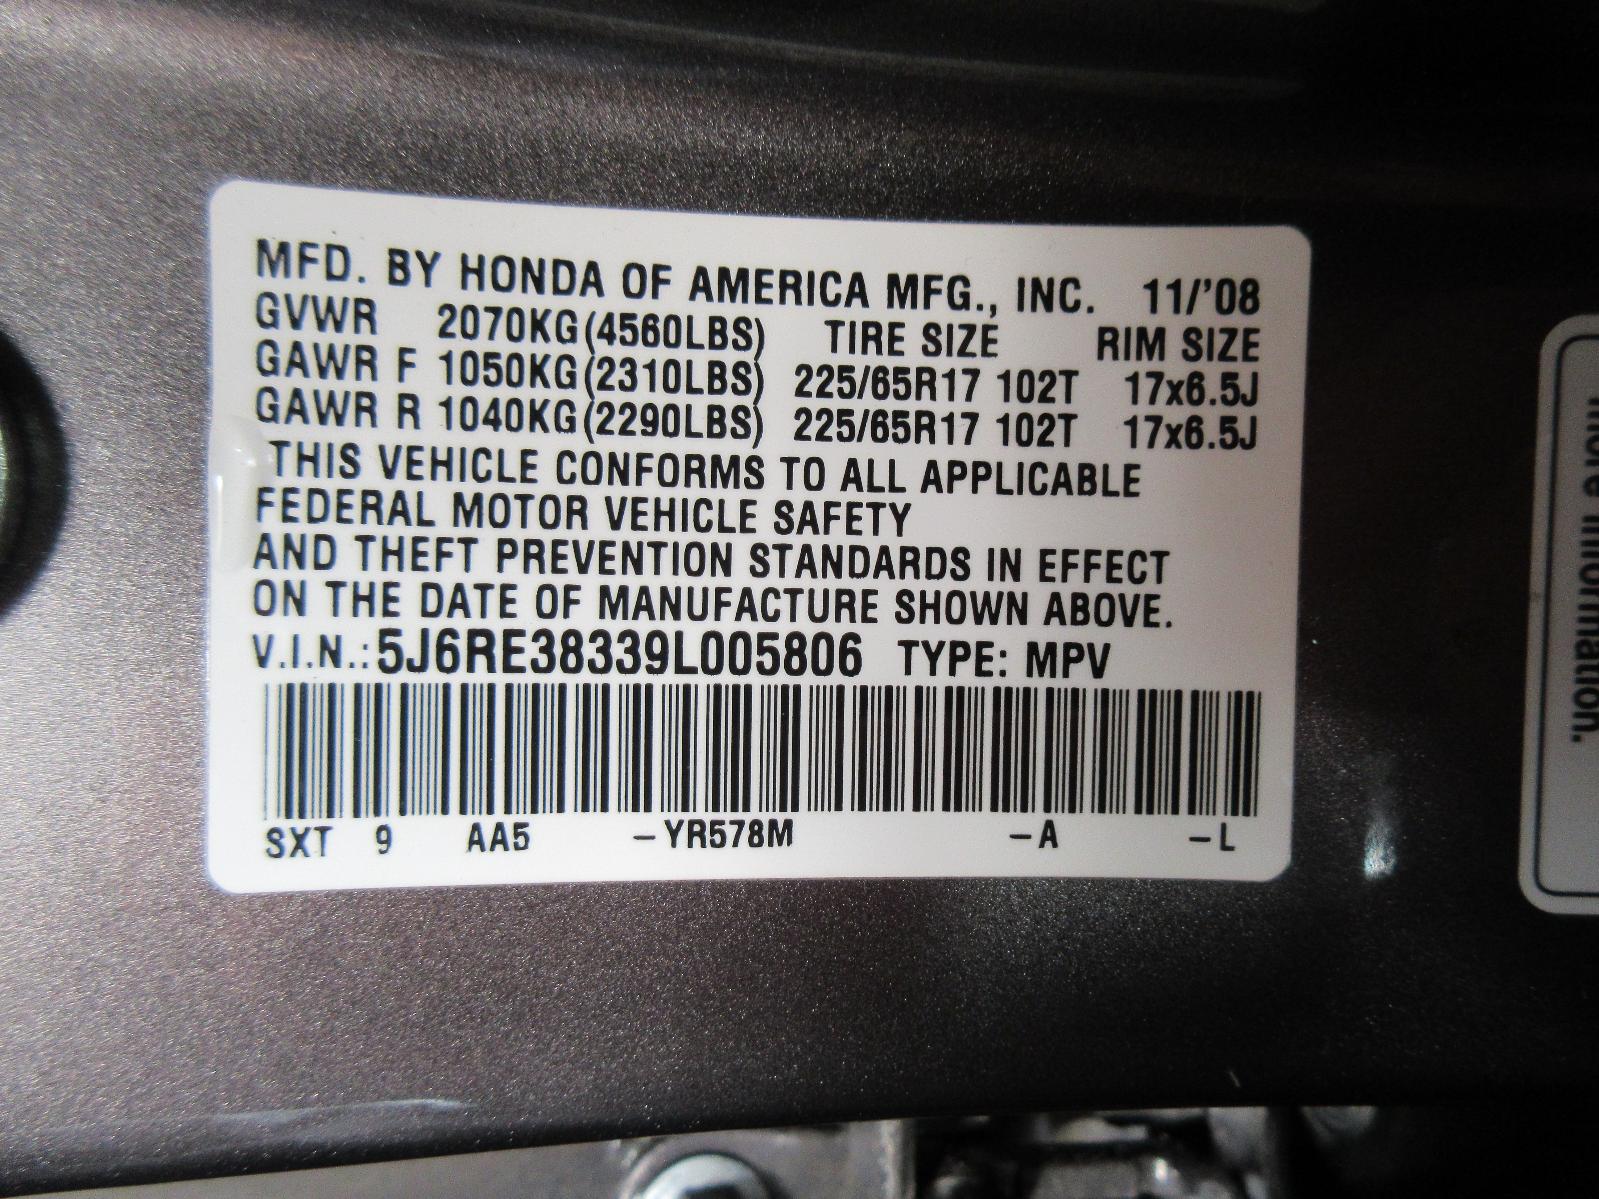 MFD. BY HONDA OF AMERICA MFG., INC. 11/'08
GVWR 2070KG(4560LBS) TIRE SIZE RIM SIZE
GAWR F 1050KG(2310LBS) 225/65R17 102T 17x6.5J
GAWR R 1040KG(2290LBS) 225/65R17 102T 17x6.5J
THIS VEHICLE CONFORMS TO ALL APPLICABLE
FEDERAL MOTOR VEHICLE SAFETY
AND THEFT PREVENTION STANDARDS IN EFFECT
ON THE DATE OF MANUFACTURE SHOWN ABOVE.
V.I.N.: 5J6RE38339L005806 TYPE: MPV
SXT 9 AA5 -YR578M -A -L
more information.